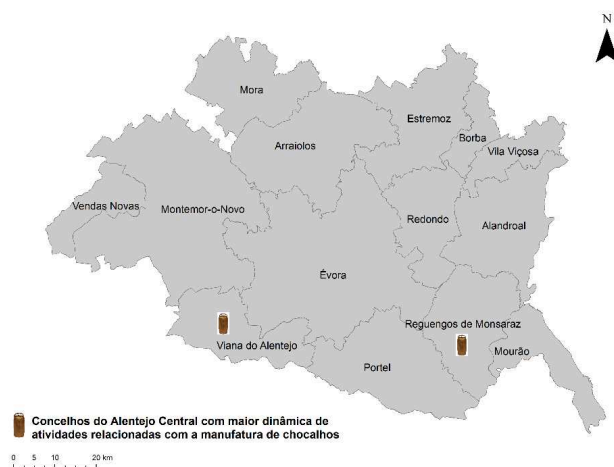 N
Mora
Estremoz
Borba
Arraiolos
Vila Viçosa
Vendas Novas
Montemor-o-Novo
Redondo
Alandroal
Évora
Reguengos de Monsaraz
Viana do Alentejo
Mourão
Portel
Concelhos do Alentejo Central com maior dinâmica de
atividades relacionadas com a manufatura de chocalhos
0 5 10 20 km